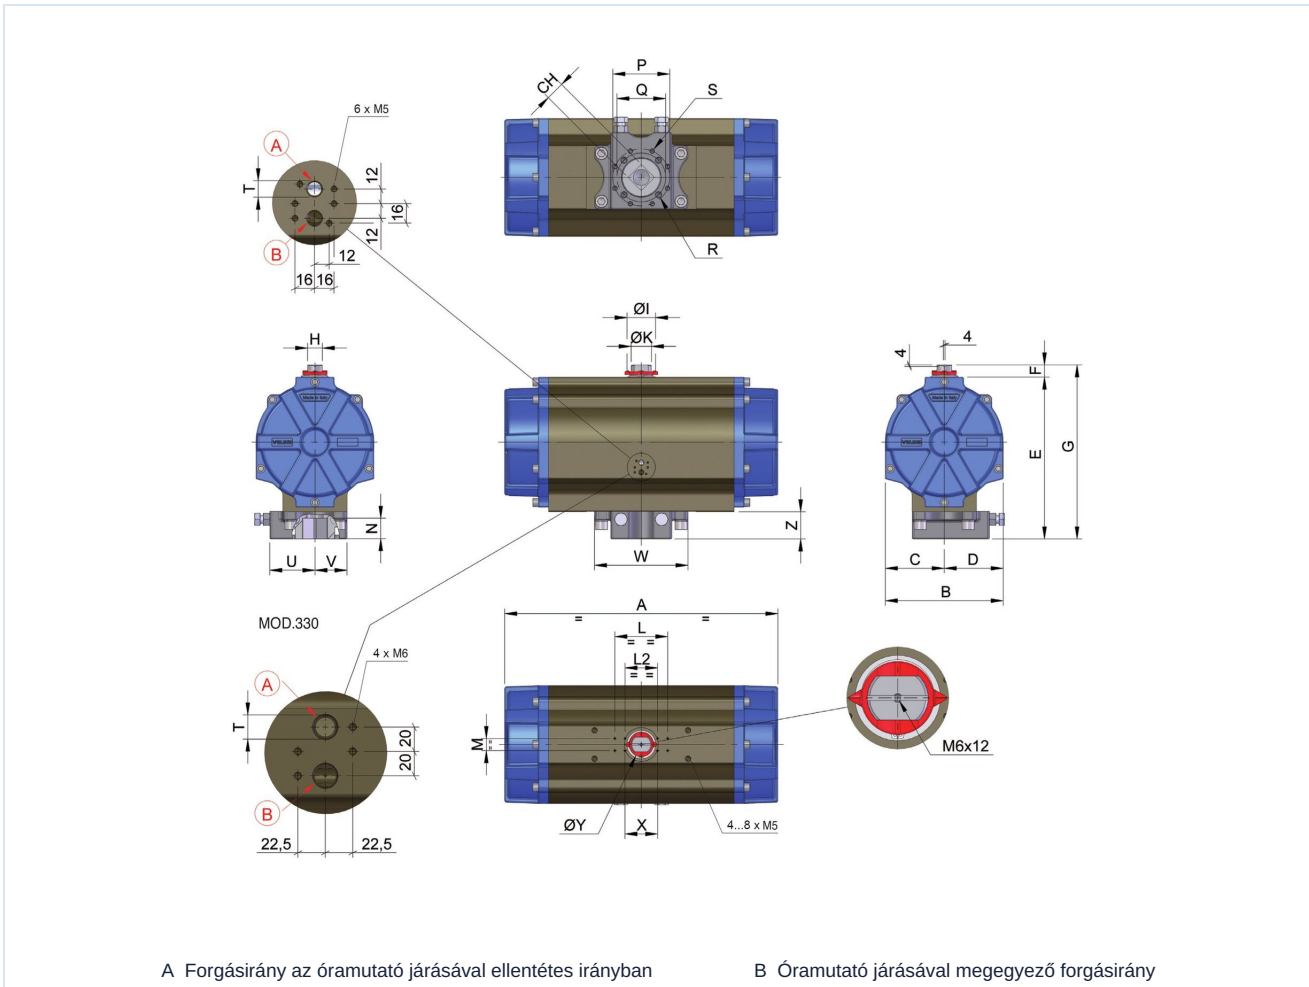 P
CH
Q
S
R
6 x M5
A
T
12
16
12
B
12
16 16
ØI
ØK
H
N
U
V
Z
W
4
4
F
G
E
C
D
B
MOD.330
4 x M6
A
T
20
20
B
22,5
22,5
A
= =
L
= =
L2
= =
M
=
ØY
X
4...8 x M5
M6x12
A Forgásirány az óramutató járásával ellentétes irányban
B Óramutató járásával megegyező forgásirány